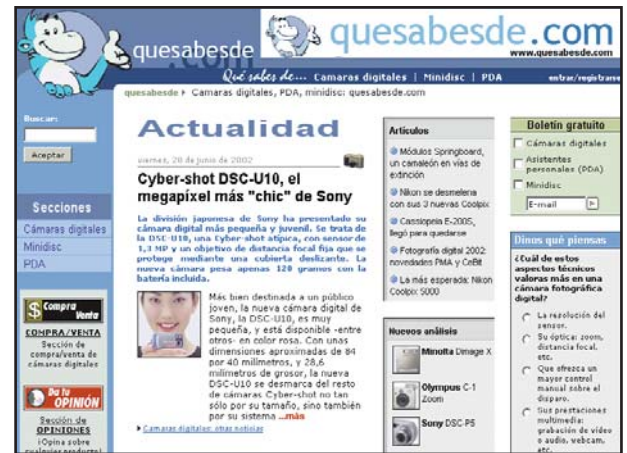 quesabesde
.com
quesabesde.com
www.quesabesde.com
Qué sabes de... Camaras digitales | Minidisc | PDA
entrar/registrarse
quesabesde Camaras digitales, PDA, minidisc: quesabesde.com
Buscar:
Aceptar
Secciones
Cámaras digitales
Minidisc
PDA
$ Compra
Venta
COMPRA/VENTA
Sección de
compra/venta de
cámaras digitales
Da tu
OPINIÓN
Sección de
OPINIONES
¡Opina sobre
cualquier producto!
Actualidad
viernes, 28 de junio de 2002
Cyber-shot DSC-U10, el
megapíxel más "chic" de Sony
La división japonesa de Sony ha presentado su
cámara digital más pequeña y juvenil. Se trata de
la DSC-U10, una Cyber-shot atípica, con sensor de
1,3 MP y un objetivo de distancia focal fija que se
protege mediante una cubierta deslizante. La
nueva cámara pesa apenas 120 gramos con la
batería incluida.
Más bien destinada a un público
joven, la nueva cámara digital de
Sony, la DSC-U10, es muy
pequeña, y está disponible -entre
otros- en color rosa. Con unas
dimensiones aproximadas de 84
por 40 milímetros, y 28,6
milímetros de grosor, la nueva
DSC-U10 se desmarca del resto
de cámaras Cyber-shot no tan
sólo por su tamaño, sino también
por su sistema ...más
Camaras digitales: otras noticias
Artículos
Módulos Springboard,
un camaleón en vías de
extinción
Nikon se desmelena
con sus 3 nuevas Coolpix
Cassiopeia E-200S,
llegó para quedarse
Fotografía digital 2002:
novedades PMA y CeBit
La más esperada: Nikon
Coolpix 5000
Nuevos análisis
Minolta Dimage X
Olympus C-1
Zoom
Sony DSC-P5
Boletín gratuito
Cámaras digitales
Asistentes
personales (PDA)
Minidisc
E-mail
Dinos qué piensas
¿Cuál de estos
aspectos técnicos
valoras más en una
cámara fotográfica
digital?
La resolución del
sensor.
Su óptica: zoom,
distancia focal,
etc.
Que ofrezca un
mayor control
manual sobre el
disparo.
Sus prestaciones
multimedia:
grabación de vídeo
o audio, webcam,
etc.